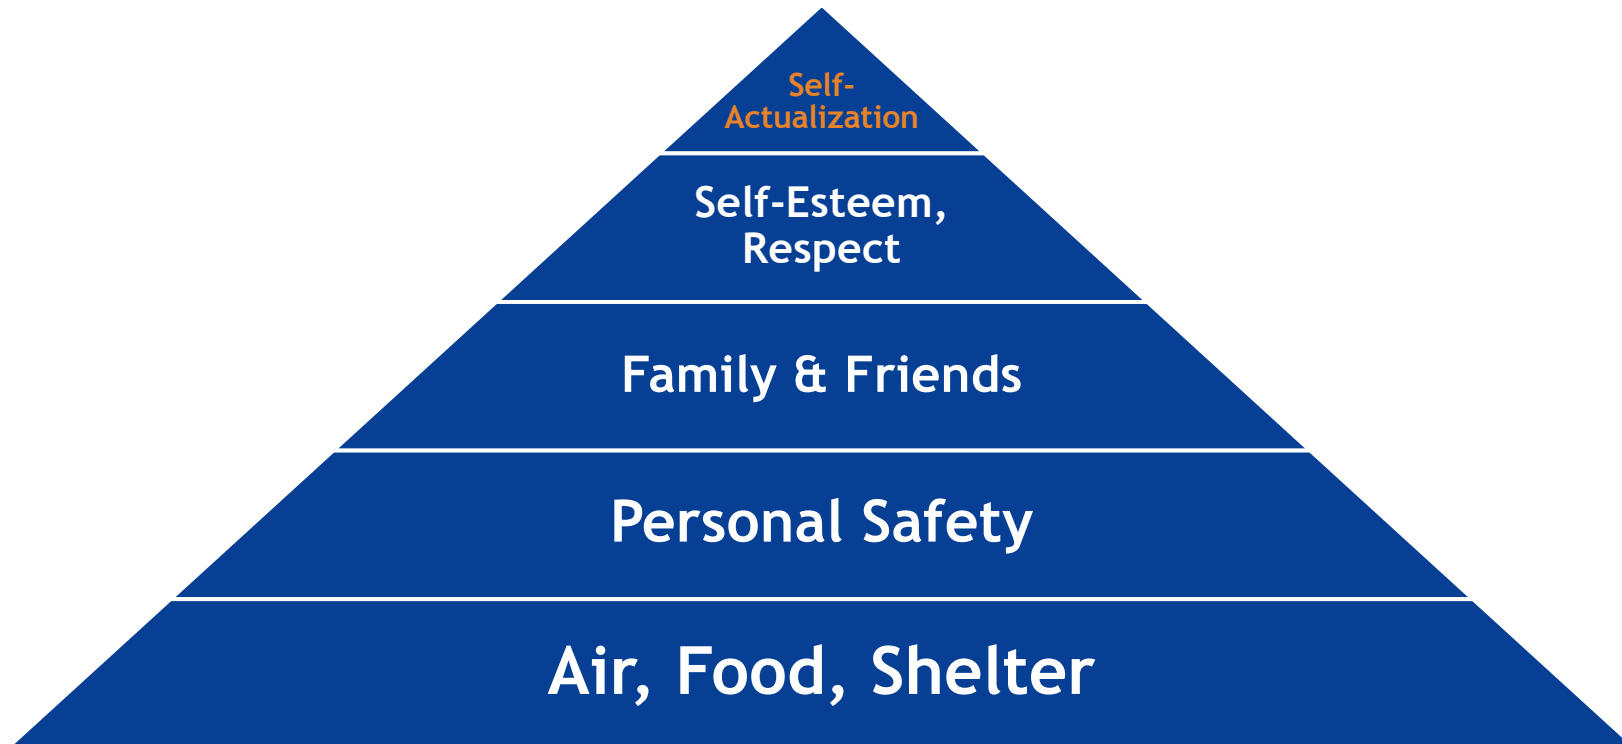 Self-
Actualization
Self-Esteem,
Respect
Family & Friends
Personal Safety
Air, Food, Shelter